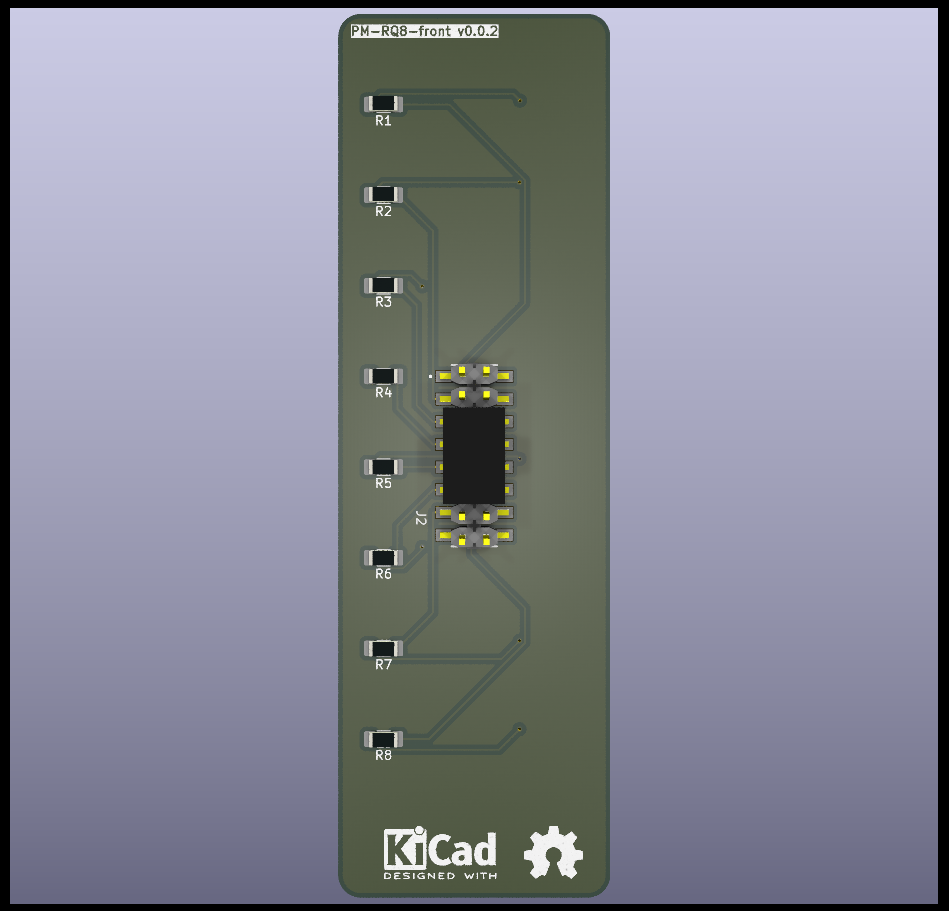 PM-RQ8-front v0.0.2
R1
R2
R3
R4
R5
J2
R6
R7
R8
KiCad
DESIGNED WITH